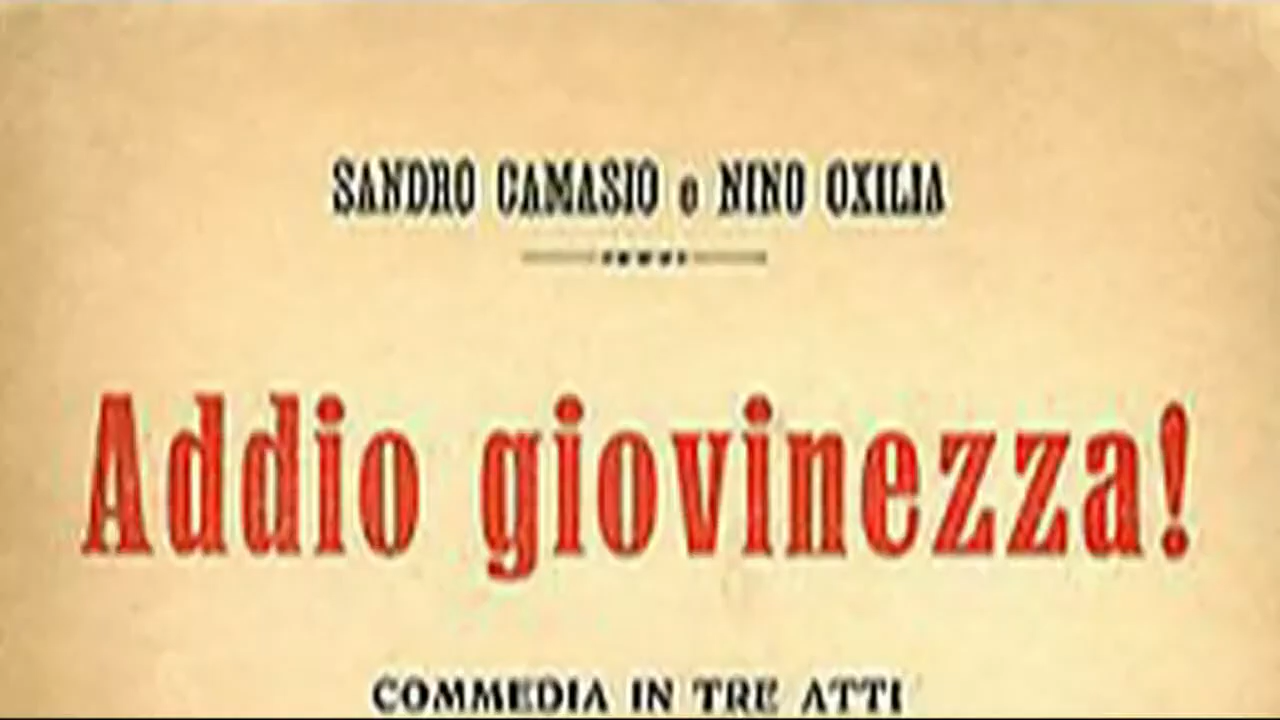 SANDRO CAMASIO e NINO OXILIA
Addio giovinezza!
COMMEDIA IN TRE ATTI